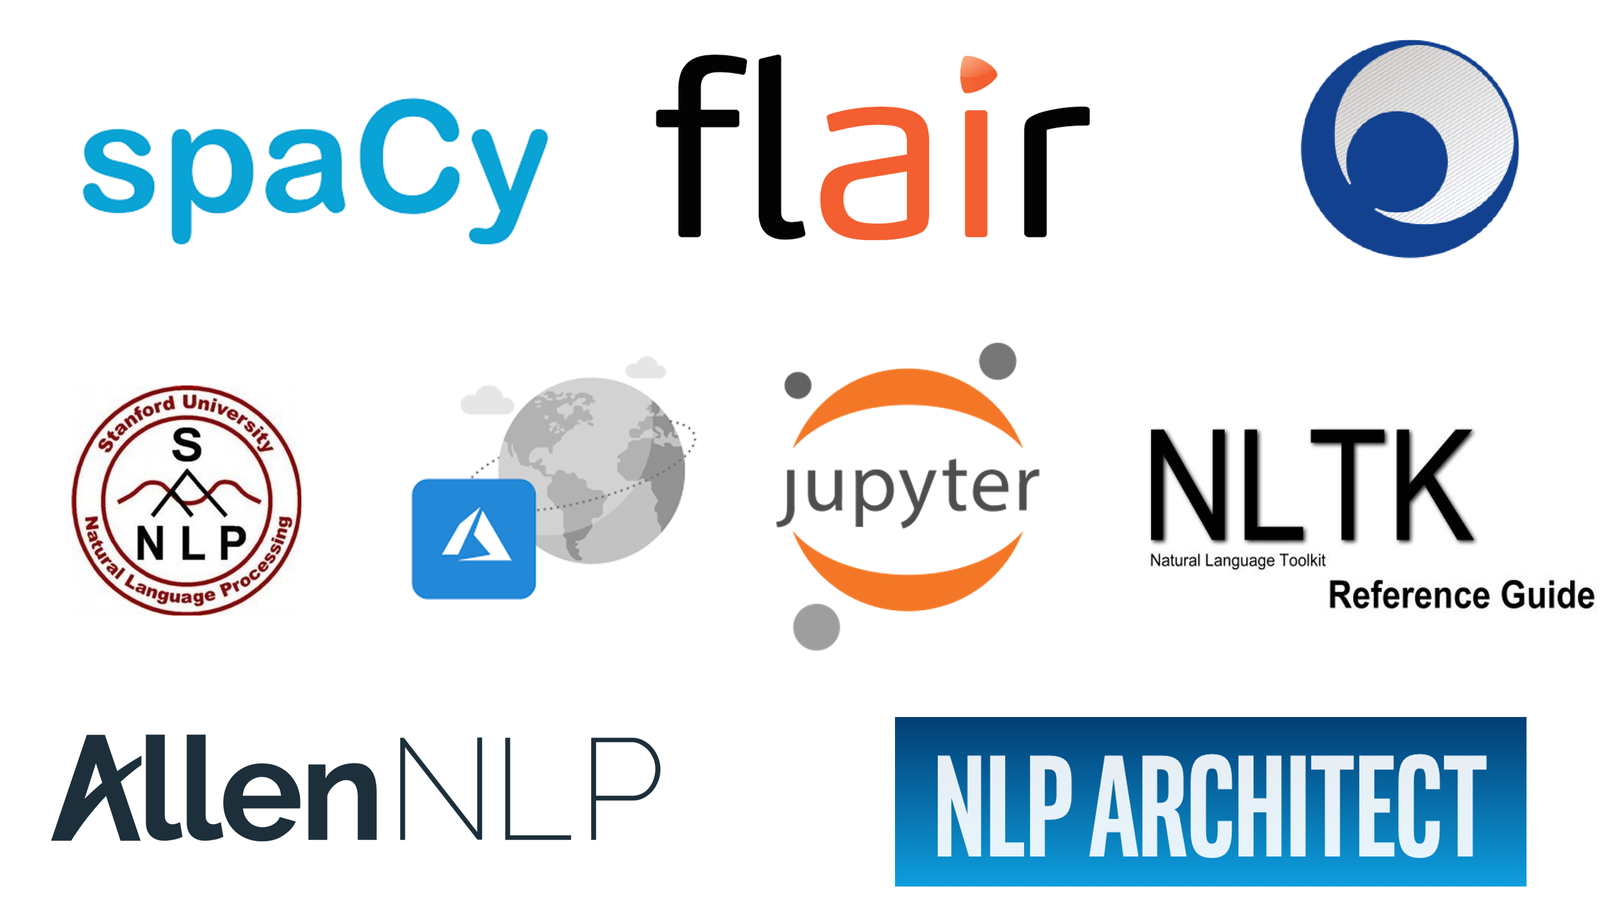 spaCy
flair
Stanford University
S
NLP
Natural Language Processing
jupyter
NLTK
Natural Language Toolkit
Reference Guide
AllenNLP
NLP ARCHITECT